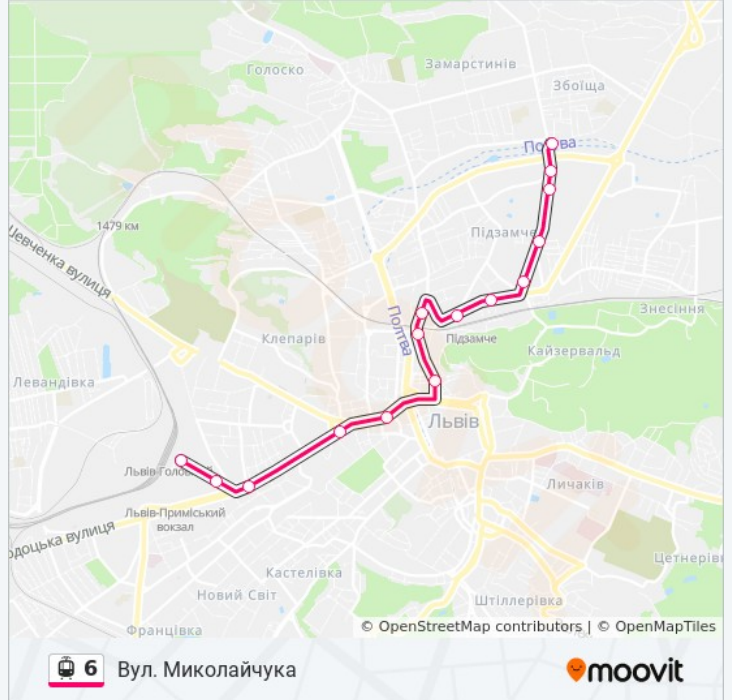 Замарстинів
Голоско
Збоїща
Полтва
Підзамче
1479 км
Шевченка вулиця
Полтва
Знесіння
Клепарів
Підзамче
Кайзервальд
Левандівка
Львів
Львів-Голов
Личаків
Львів-Приміський
вокзал
одоцька вулиця
Цетнерівк
Кастелівка
Новий Світ
Штіллерівка
Францівка
© OpenStreetMap contributors | © OpenMapTiles
6 Вул. Миколайчука
moovit